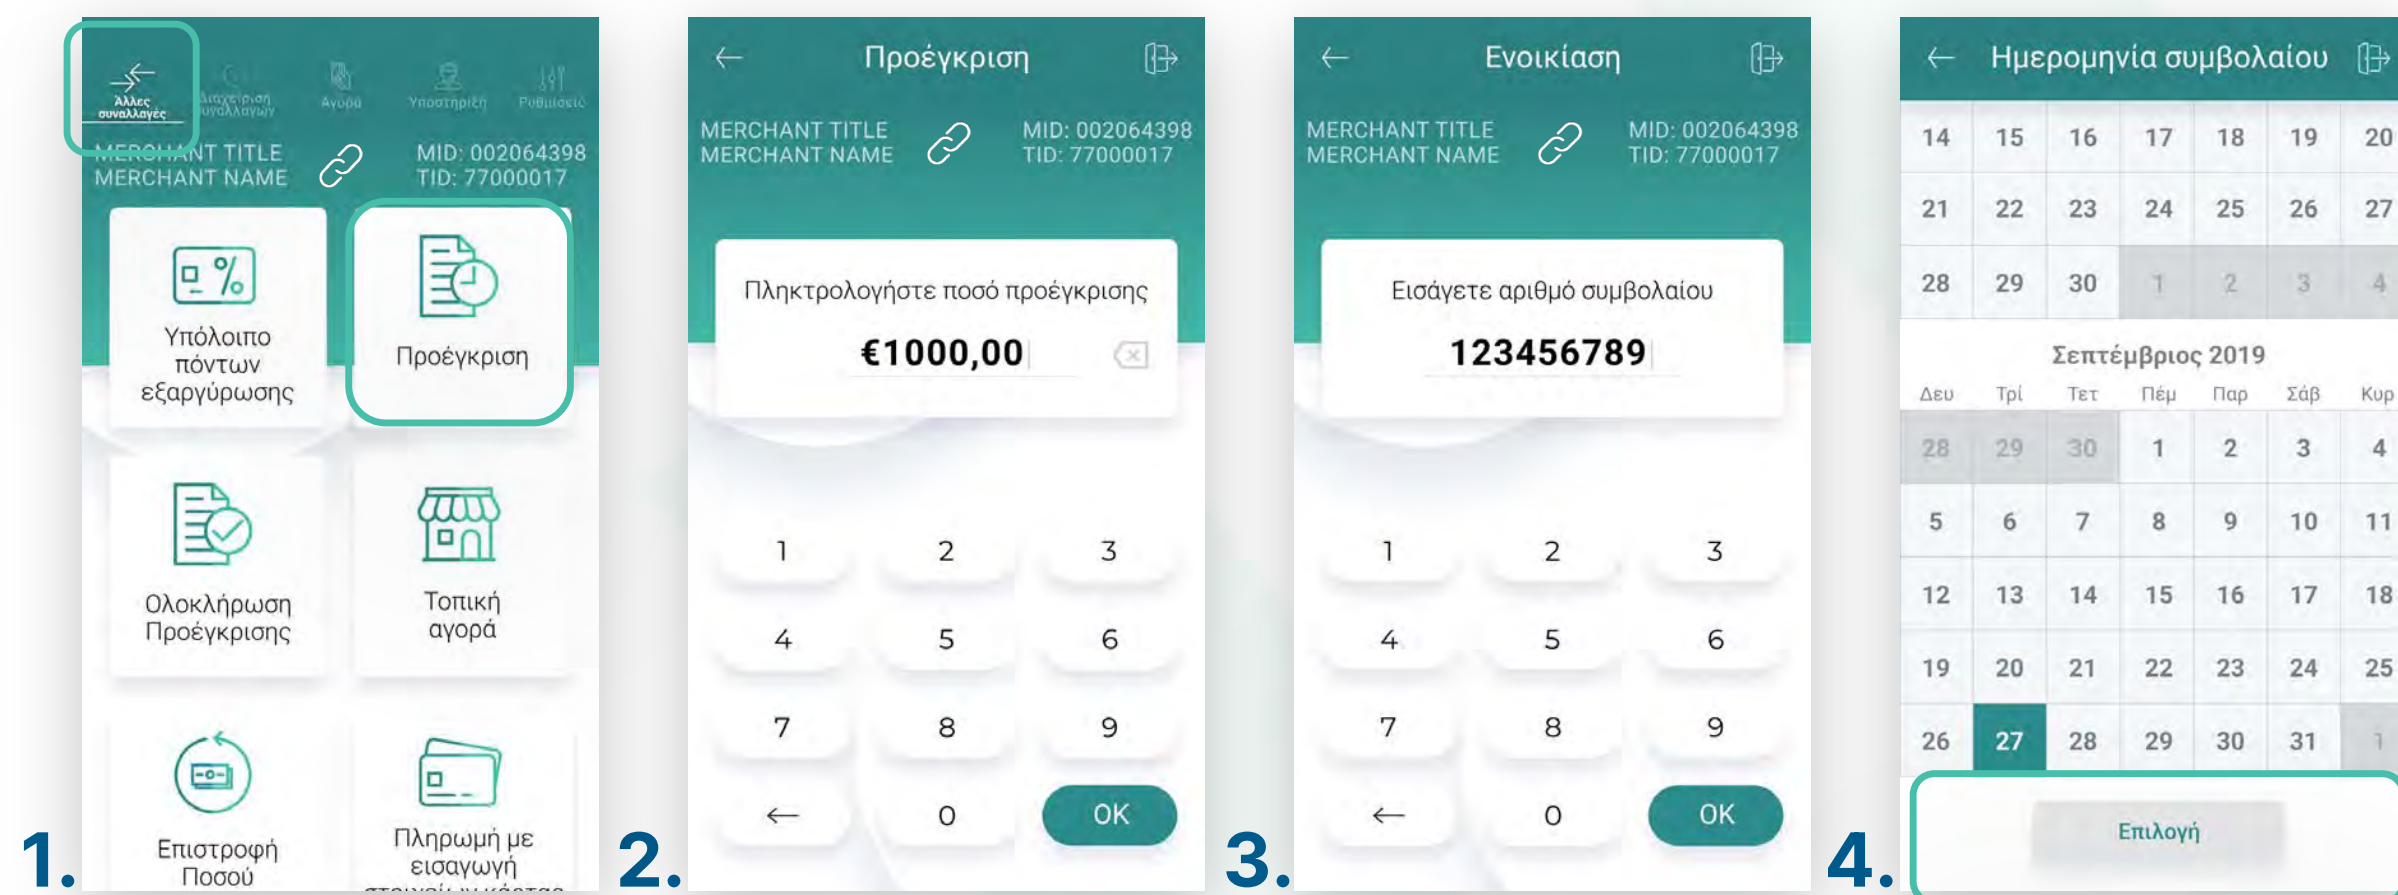 Άλλες
συναλλαγές
Διαχείριση
συναλλαγών
Αγορά
Υποστήριξη
Ρυθμίσεις
MERCHANT TITLE
MERCHANT NAME
MID: 002064398
TID: 77000017
Υπόλοιπο
πόντων
εξαργύρωσης
Προέγκριση
Ολοκλήρωση
Προέγκρισης
Τοπική
αγορά
Επιστροφή
Ποσού
Πληρωμή με
εισαγωγή
στοιχείων κάρτας
1.
Προέγκριση
MERCHANT TITLE
MERCHANT NAME
MID: 002064398
TID: 77000017
Πληκτρολογήστε ποσό προέγκρισης
€1000,00
1 2 3
4 5 6
7 8 9
0 OK
2.
Ενοικίαση
MERCHANT TITLE
MERCHANT NAME
MID: 002064398
TID: 77000017
Εισάγετε αριθμό συμβολαίου
123456789
1 2 3
4 5 6
7 8 9
0 OK
3.
Ημερομηνία συμβολαίου
14 15 16 17 18 19 20
21 22 23 24 25 26 27
28 29 30 1 2 3 4
Σεπτέμβριος 2019
Δευ Τρί Τετ Πέμ Παρ Σάβ Κυρ
28 29 30 1 2 3 4
5 6 7 8 9 10 11
12 13 14 15 16 17 18
19 20 21 22 23 24 25
26 27 28 29 30 31 1
Επιλογή
4.